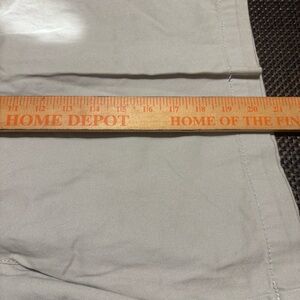 11 12 13 14 15 16 17 18 19 20 21
HOME DEPOT HOME OF THE FIN